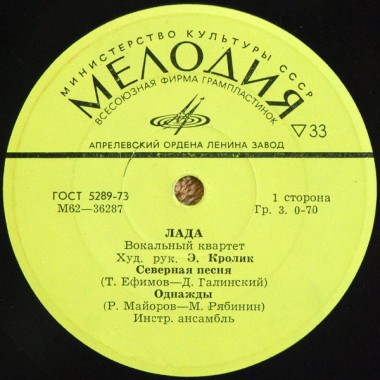 МИНИСТЕРСТВО КУЛЬТУРЫ СССР
МЕЛОДИЯ
ВСЕСОЮЗНАЯ ФИРМА ГРАМПЛАСТИНОК
▽33
АПРЕЛЕВСКИЙ ОРДЕНА ЛЕНИНА ЗАВОД
ГОСТ 5289-73
М62—36287
1 сторона
Гр. 3. 0-70
ЛАДА
Вокальный квартет
Худ. рук. Э. Кролик
Северная песня
(Т. Ефимов—Д. Галинский)
Однажды
(Р. Майоров—М. Рябинин)
Инстр. ансамбль